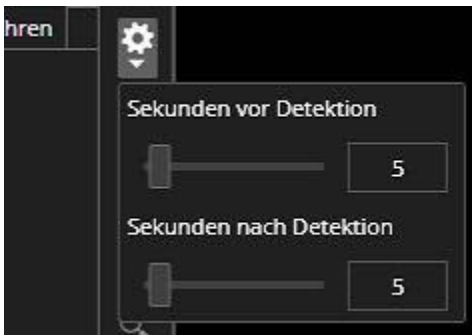 hren
Sekunden vor Detektion
5
Sekunden nach Detektion
5